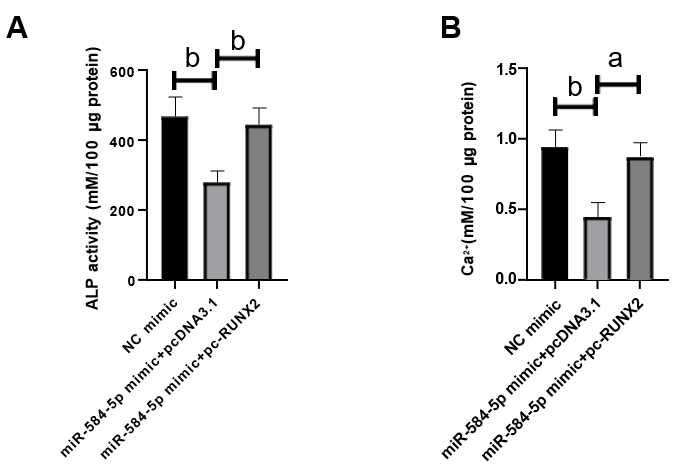 A
ALP activity (mM/100 µg protein)
600
400
200
0
b
b
NC mimic
miR-584-5p mimic+pcDNA3.1
miR-584-5p mimic+pc-RUNX2
B
Ca²⁺(mM/100 µg protein)
1.5
1.0
0.5
0.0
b
a
NC mimic
miR-584-5p mimic+pcDNA3.1
miR-584-5p mimic+pc-RUNX2